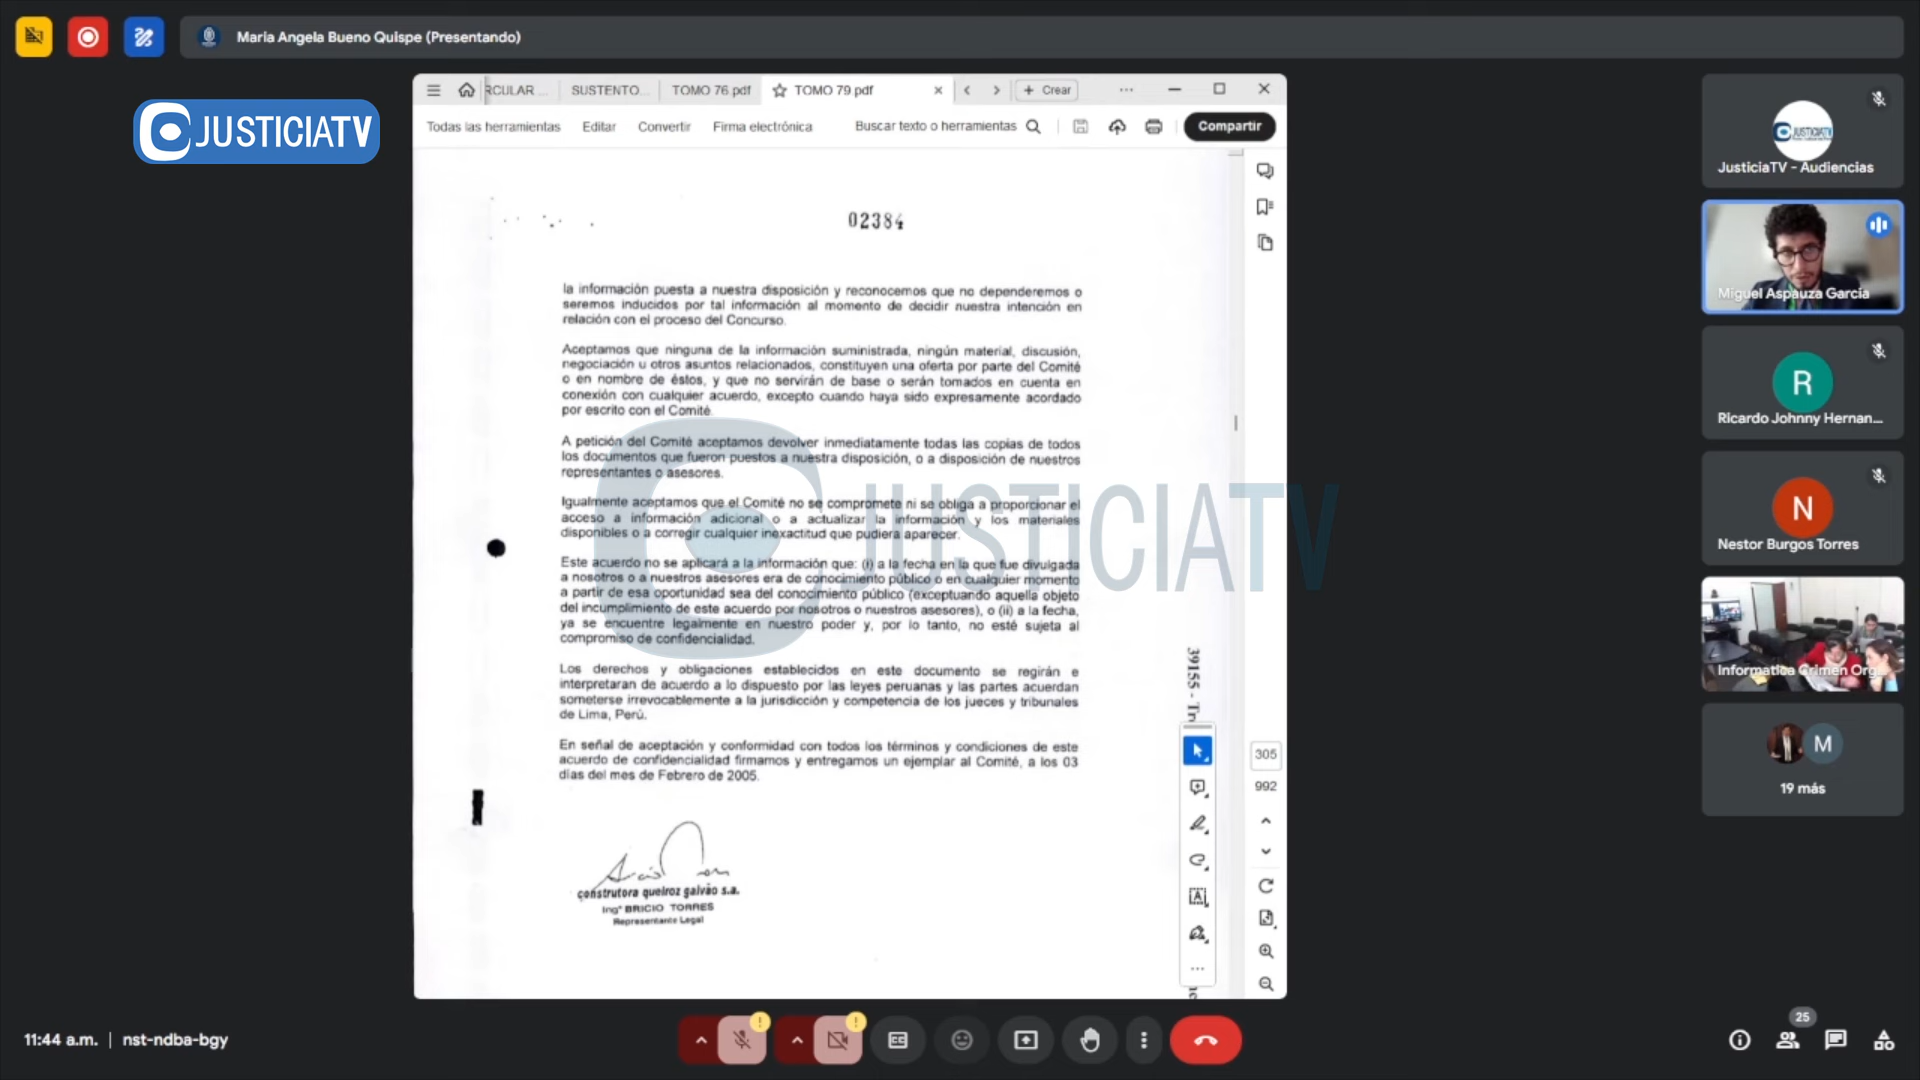 Maria Angela Bueno Quispe (Presentando)
JUSTICIATV
RCULAR ...
SUSTENTO...
TOMO 76.pdf
TOMO 79.pdf
Crear
Todas las herramientas
Editar
Convertir
Firma electrónica
Buscar texto o herramientas
Compartir
02384
la información puesta a nuestra disposición y reconocemos que no dependeremos o
seremos inducidos por tal información al momento de decidir nuestra intención en
relación con el proceso del Concurso.
Aceptamos que ninguna de la información suministrada, ningún material, discusión,
negociación u otros asuntos relacionados, constituyen una oferta por parte del Comité
o en nombre de éstos, y que no servirán de base o serán tomados en cuenta en
conexión con cualquier acuerdo, excepto cuando haya sido expresamente acordado
por escrito con el Comité.
A petición del Comité aceptamos devolver inmediatamente todas las copias de todos
los documentos que fueron puestos a nuestra disposición, o a disposición de nuestros
representantes o asesores.
Igualmente aceptamos que el Comité no se compromete ni se obliga a proporcionar el
acceso a información adicional o a actualizar la información y los materiales
disponibles o a corregir cualquier inexactitud que pudiera aparecer.
Este acuerdo no se aplicará a la información que: (i) a la fecha en la que fue divulgada
a nosotros o a nuestros asesores era de conocimiento público o en cualquier momento
a partir de esa oportunidad sea del conocimiento público (exceptuando aquella objeto
del incumplimiento de este acuerdo por nosotros o nuestros asesores), o (ii) a la fecha,
ya se encuentre legalmente en nuestro poder y, por lo tanto, no esté sujeta al
compromiso de confidencialidad.
Los derechos y obligaciones establecidos en este documento se regirán e
interpretaran de acuerdo a lo dispuesto por las leyes peruanas y las partes acuerdan
someterse irrevocablemente a la jurisdicción y competencia de los jueces y tribunales
de Lima, Perú.
En señal de aceptación y conformidad con todos los términos y condiciones de este
acuerdo de confidencialidad firmamos y entregamos un ejemplar al Comité, a los 03
días del mes de Febrero de 2005.
construtora queiroz galvão s.a.
Ingº BRICIO TORRES
Representante Legal
39155 - Tr
305
992
JUSTICIATV
JUSTICIATV
JusticiaTV - Audiencias
Miguel Aspauza Garcia
R
Ricardo Johnny Hernan...
N
Nestor Burgos Torres
Informatica Crimen Org...
M
19 más
11:44 a.m. | nst-ndba-bgy
25